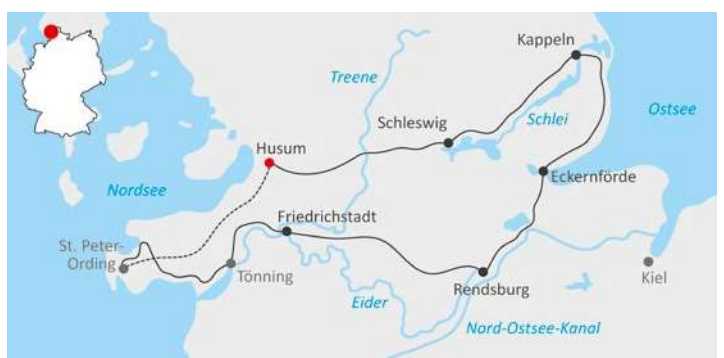 Kappeln
Treene
Ostsee
Schleswig
Schlei
Husum
Eckernförde
Nordsee
Friedrichstadt
St. Peter-
Ording
Tönning
Kiel
Rendsburg
Eider
Nord-Ostsee-Kanal